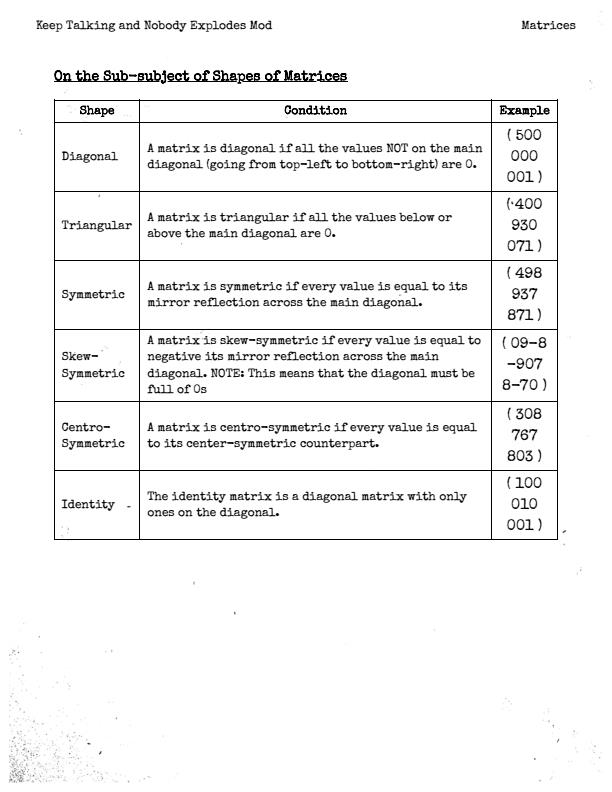 Keep Talking and Nobody Explodes Mod Matrices
On the Sub-subject of Shapes of Matrices
Shape Condition Example
Diagonal
A matrix is diagonal if all the values NOT on the main
diagonal (going from top-left to bottom-right) are 0.
( 500
000
001 )
Triangular
A matrix is triangular if all the values below or
above the main diagonal are 0.
( 400
930
071 )
Symmetric
A matrix is symmetric if every value is equal to its
mirror reflection across the main diagonal.
( 498
937
871 )
Skew-
Symmetric
A matrix is skew-symmetric if every value is equal to
negative its mirror reflection across the main
diagonal. NOTE: This means that the diagonal must be
full of 0s
( 09-8
-907
8-70 )
Centro-
Symmetric
A matrix is centro-symmetric if every value is equal
to its center-symmetric counterpart.
( 308
767
803 )
Identity
The identity matrix is a diagonal matrix with only
ones on the diagonal.
( 100
010
001 )